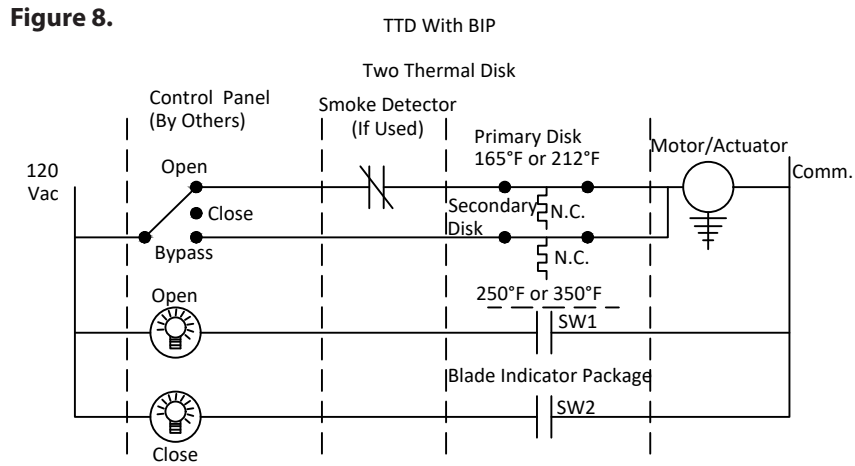 Figure 8.
TTD With BIP
Two Thermal Disk
Control Panel
(By Others)
Smoke Detector
(If Used)
Primary Disk
165°F or 212°F
Motor/Actuator
120
Vac
Open
Comm.
Close
Secondary
Disk
N.C.
Bypass
N.C.
250°F or 350°F
Open
SW1
Blade Indicator Package
SW2
Close